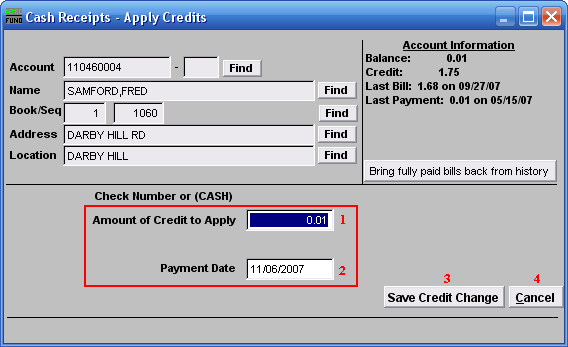 Cash Receipts - Apply Credits
FUND
Account 110460004 - Find
Name SAMFORD,FRED Find
Book/Seq 1 1060 Find
Address DARBY HILL RD Find
Location DARBY HILL Find
Account Information
Balance: 0.01
Credit: 1.75
Last Bill: 1.68 on 09/27/07
Last Payment: 0.01 on 05/15/07
Bring fully paid bills back from history
Check Number or (CASH)
Amount of Credit to Apply 0.01 1
Payment Date 11/06/2007 2
3 4
Save Credit Change Cancel